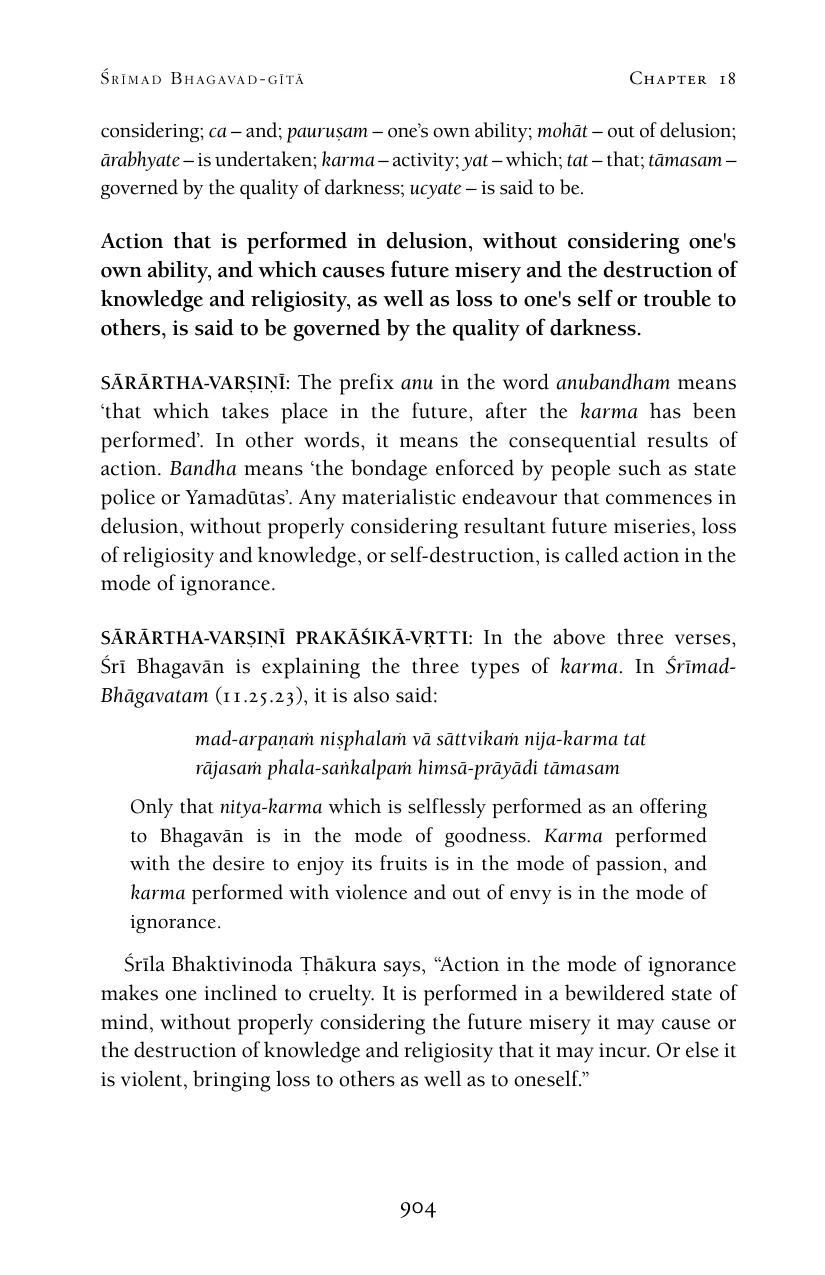 Śrīmad Bhagavad-gītā Chapter 18
considering; ca – and; pauruṣam – one’s own ability; mohāt – out of delusion;
ārabhyate – is undertaken; karma – activity; yat – which; tat – that; tāmasam –
governed by the quality of darkness; ucyate – is said to be.
Action that is performed in delusion, without considering one's
own ability, and which causes future misery and the destruction of
knowledge and religiosity, as well as loss to one's self or trouble to
others, is said to be governed by the quality of darkness.
SĀRĀRTHA-VARṢIṆĪ: The prefix anu in the word anubandham means
‘that which takes place in the future, after the karma has been
performed’. In other words, it means the consequential results of
action. Bandha means ‘the bondage enforced by people such as state
police or Yamadūtas’. Any materialistic endeavour that commences in
delusion, without properly considering resultant future miseries, loss
of religiosity and knowledge, or self-destruction, is called action in the
mode of ignorance.
SĀRĀRTHA-VARṢIṆĪ PRAKĀŚIKĀ-VṚTTI: In the above three verses,
Śrī Bhagavān is explaining the three types of karma. In Śrīmad-
Bhāgavatam (11.25.23), it is also said:
mad-arpaṇaṁ niṣphalaṁ vā sāttvikaṁ nija-karma tat
rājasaṁ phala-saṅkalpaṁ himsā-prāyādi tāmasam
Only that nitya-karma which is selflessly performed as an offering
to Bhagavān is in the mode of goodness. Karma performed
with the desire to enjoy its fruits is in the mode of passion, and
karma performed with violence and out of envy is in the mode of
ignorance.
Śrīla Bhaktivinoda Ṭhākura says, “Action in the mode of ignorance
makes one inclined to cruelty. It is performed in a bewildered state of
mind, without properly considering the future misery it may cause or
the destruction of knowledge and religiosity that it may incur. Or else it
is violent, bringing loss to others as well as to oneself.”
904